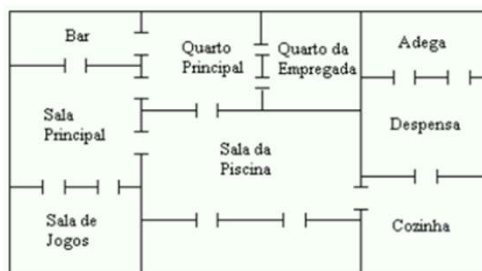 Bar
Quarto
Principal
Quarto da
Empregada
Adega
Sala
Principal
Sala da
Piscina
Despensa
Sala de
Jogos
Cozinha